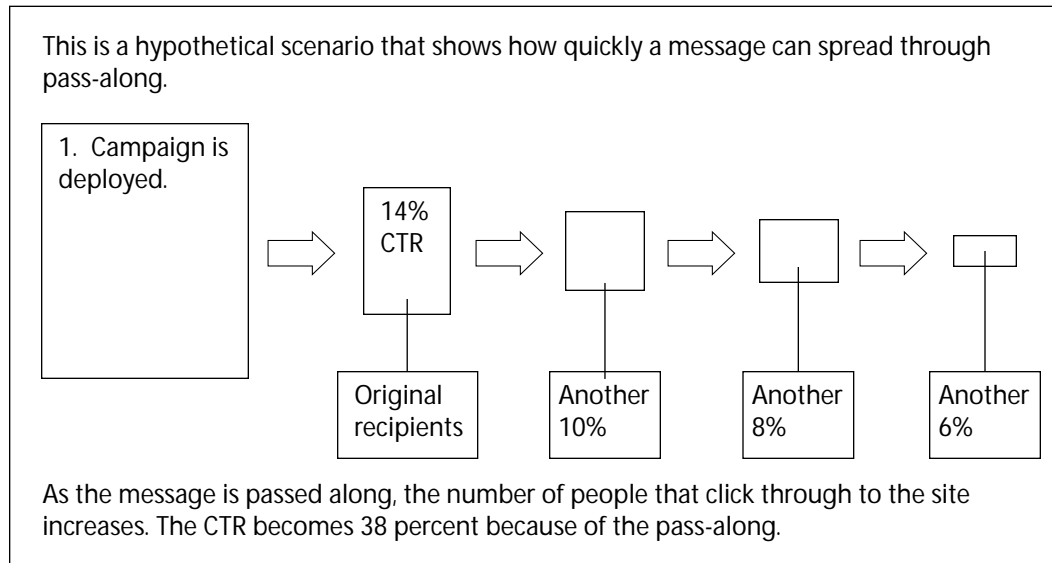 This is a hypothetical scenario that shows how quickly a message can spread through
pass-along.
1. Campaign is
deployed.
14%
CTR
Original
recipients
Another
10%
Another
8%
Another
6%
As the message is passed along, the number of people that click through to the site
increases. The CTR becomes 38 percent because of the pass-along.